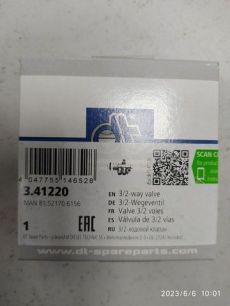 SCAN C
4 047755 146528
3.41220
MAN 81.52170.6156
1
EAC
EN 3/2-way valve
DE 3/2-Wegeventil
FR Valve 3/2 voies
ES Válvula de 3/2 vías
RU 3/2-ходовой клапан
www.dt-spareparts.com
2023/6/6 10:01